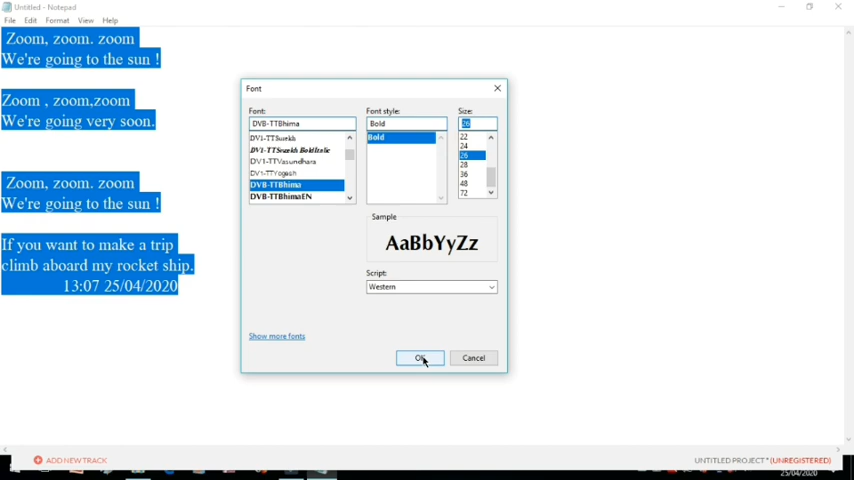 Untitled - Notepad
File Edit Format View Help
Zoom, zoom. zoom
We're going to the sun !
Zoom , zoom,zoom
We're going very soon.
Zoom, zoom. zoom
We're going to the sun !
If you want to make a trip
climb aboard my rocket ship.
13:07 25/04/2020
Font
Font:
DVB-TTBhima
DV1-TTSurekh
DV1-TTSurekh BoldItalic
DV1-TTVasundhara
DV1-TTYogesh
DVB-TTBhima
DVB-TTBhimaEN
Font style:
Bold
Bold
Size:
26
22
24
26
28
36
48
72
Sample
AaBbYyZz
Script:
Western
Show more fonts
OK Cancel
ADD NEW TRACK
UNTITLED PROJECT * (UNREGISTERED)
25/04/2020